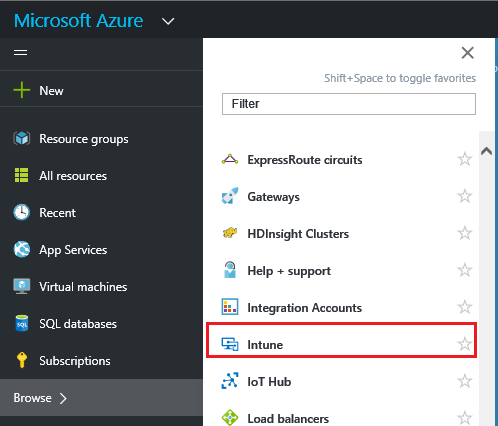 Microsoft Azure
New
Resource groups
All resources
Recent
App Services
Virtual machines
SQL databases
Subscriptions
Browse
Shift+Space to toggle favorites
Filter
ExpressRoute circuits
Gateways
HDInsight Clusters
Help + support
Integration Accounts
Intune
IoT Hub
Load balancers